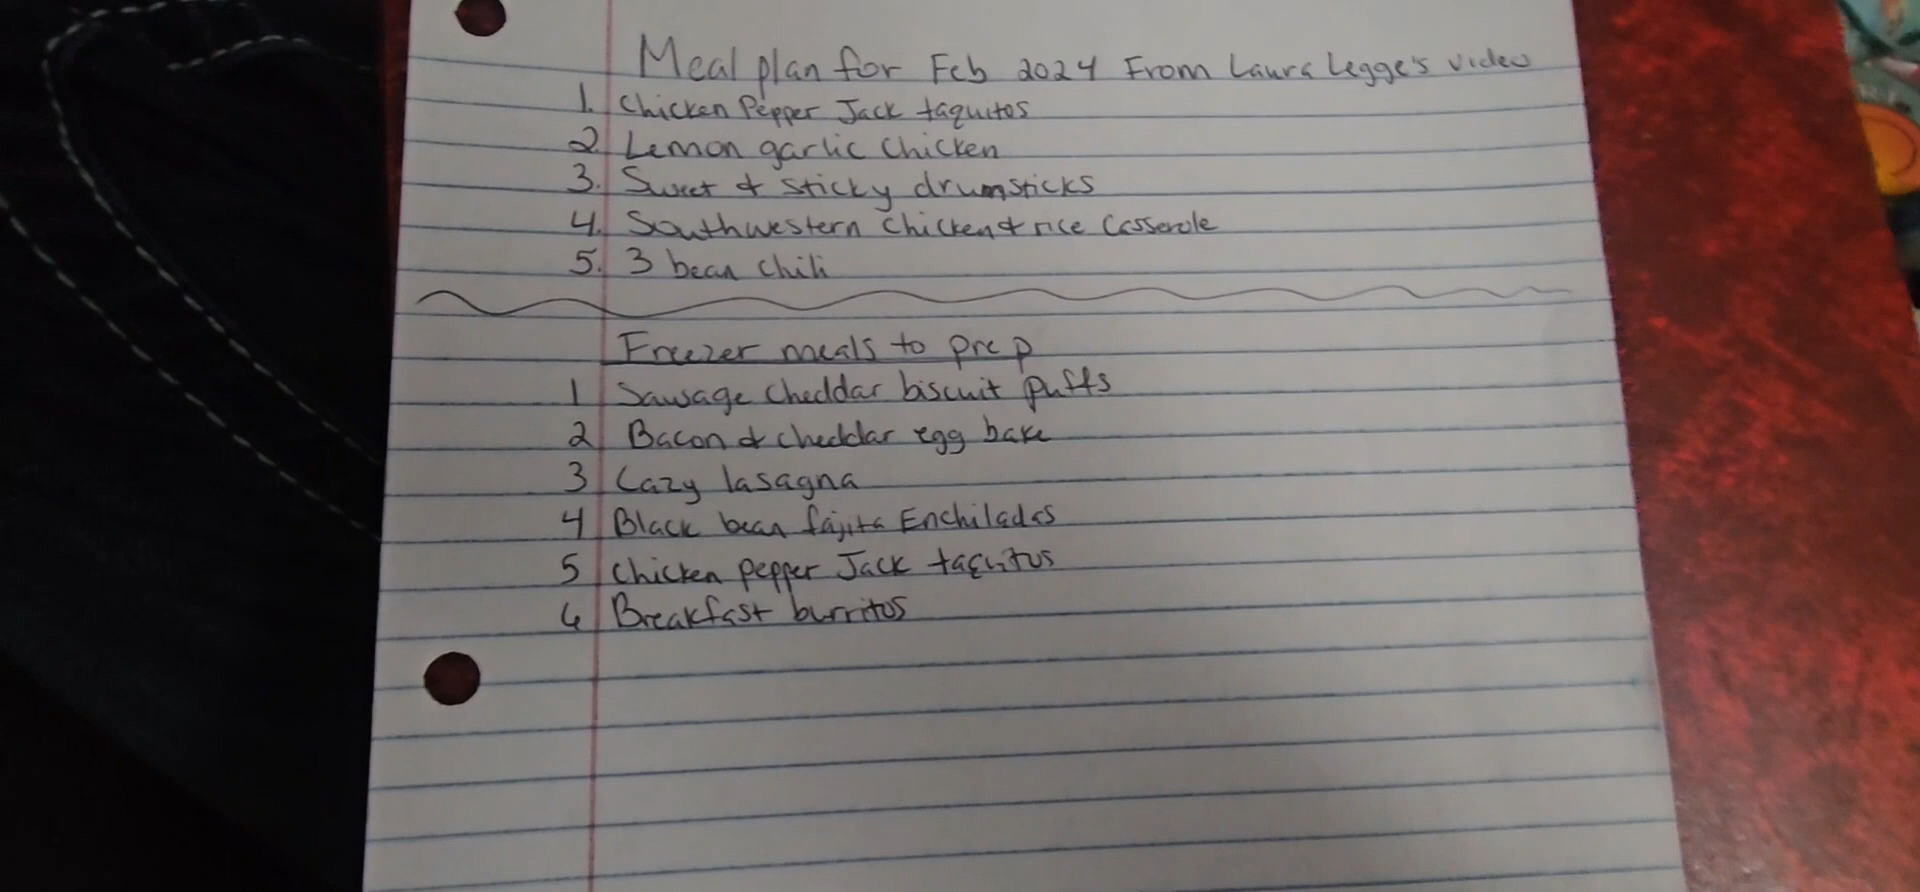 Meal plan for Feb 2024 From Laura Legge's video
1. Chicken Pepper Jack taquitos
2 Lemon garlic Chicken
3. Sweet & sticky drumsticks
4. Southwestern Chicken & rice Casserole
5. 3 bean chili
Freezer meals to prep
1 Sawsage Cheddar biscuit puffs
2 Bacon & cheddar egg bake
3 Lazy lasagna
4 Black bean fajita Enchiladas
5 Chicken pepper Jack taquitos
6 Breakfast burritos